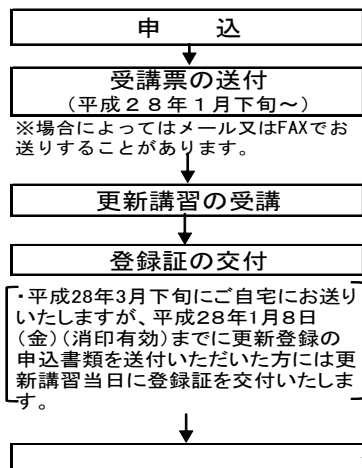 申　　込
受講票の送付
（平成２８年１月下旬～）
※場合によってはメール又はFAXでお
送りすることがあります。
更新講習の受講
登録証の交付
・平成28年3月下旬にご自宅にお送り
いたしますが、平成２８年１月８日
（金）（消印有効）までに更新登録の
申込書類を送付いただいた方には更
新講習当日に登録証を交付いたしま
す。